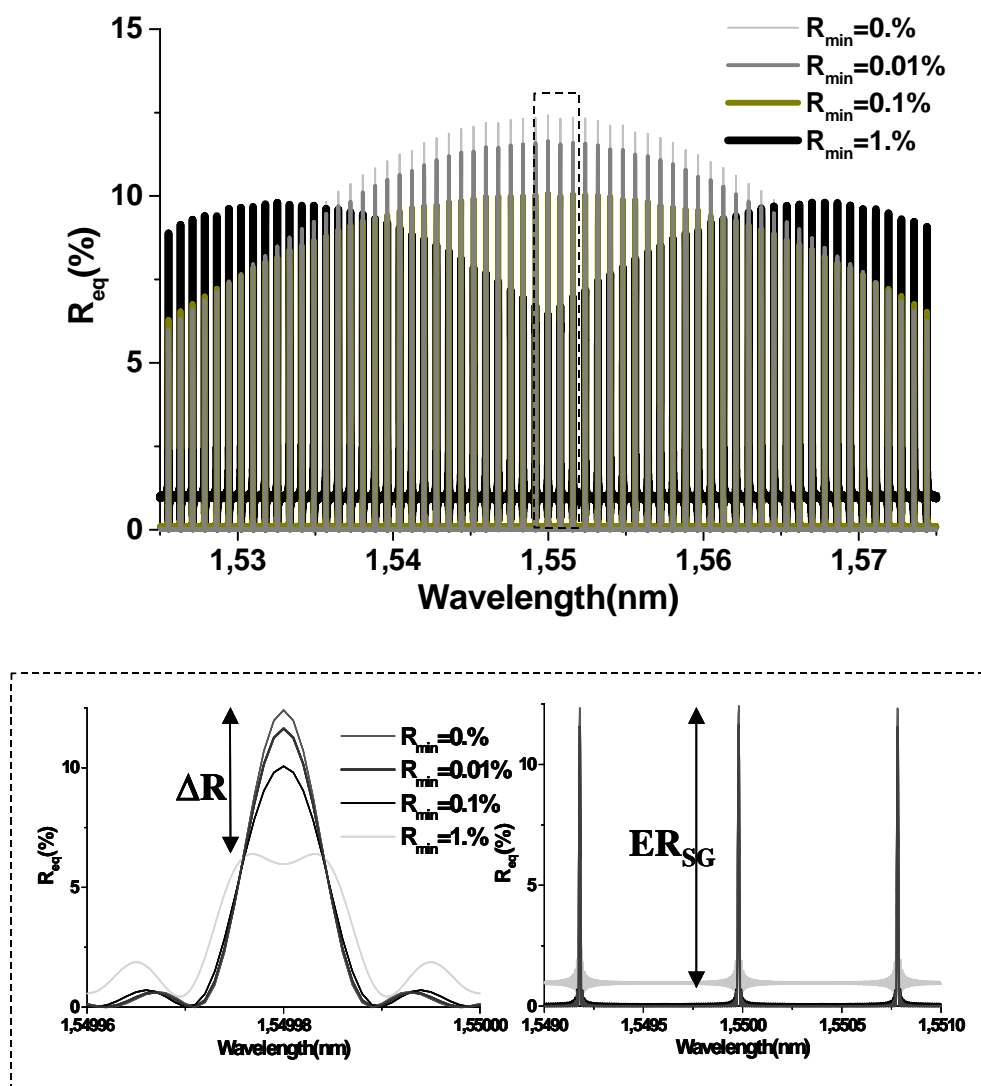 15
10
5
0
R_eq(%)
R_min=0.%
R_min=0.01%
R_min=0.1%
R_min=1.%
1,53
1,54
1,55
1,56
1,57
Wavelength(nm)
10
5
0
R_eq(%)
ΔR
R_min=0.%
R_min=0.01%
R_min=0.1%
R_min=1.%
1,54996
1,54998
1,55000
Wavelength(nm)
10
5
0
R_eq(%)
ER_SG
1,5490
1,5495
1,5500
1,5505
1,5510
Wavelength(nm)